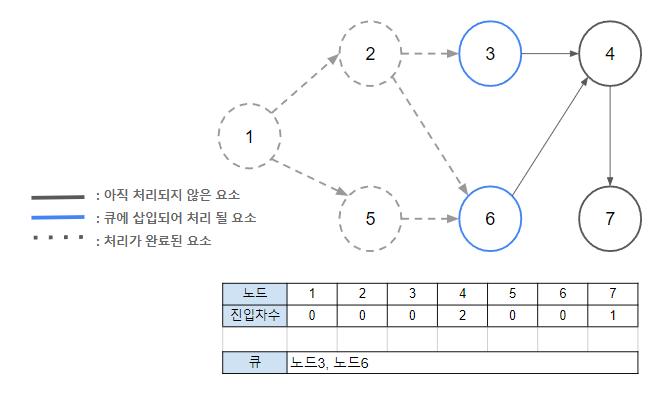 2
3
4
1
5
6
7
: 아직 처리되지 않은 요소
: 큐에 삽입되어 처리 될 요소
: 처리가 완료된 요소
노드 1 2 3 4 5 6 7
진입차수 0 0 0 2 0 0 1
큐 노드3, 노드6